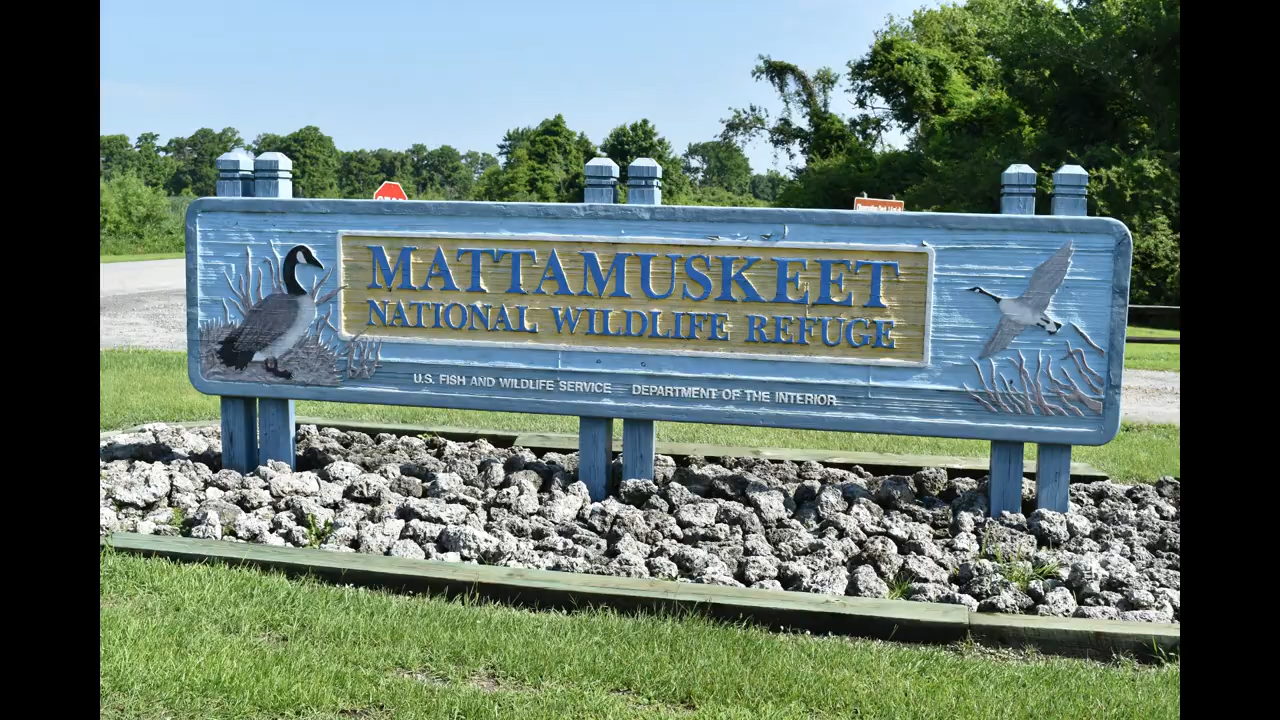 MATTAMUSKEET
NATIONAL WILDLIFE REFUGE
U.S. FISH AND WILDLIFE SERVICE DEPARTMENT OF THE INTERIOR